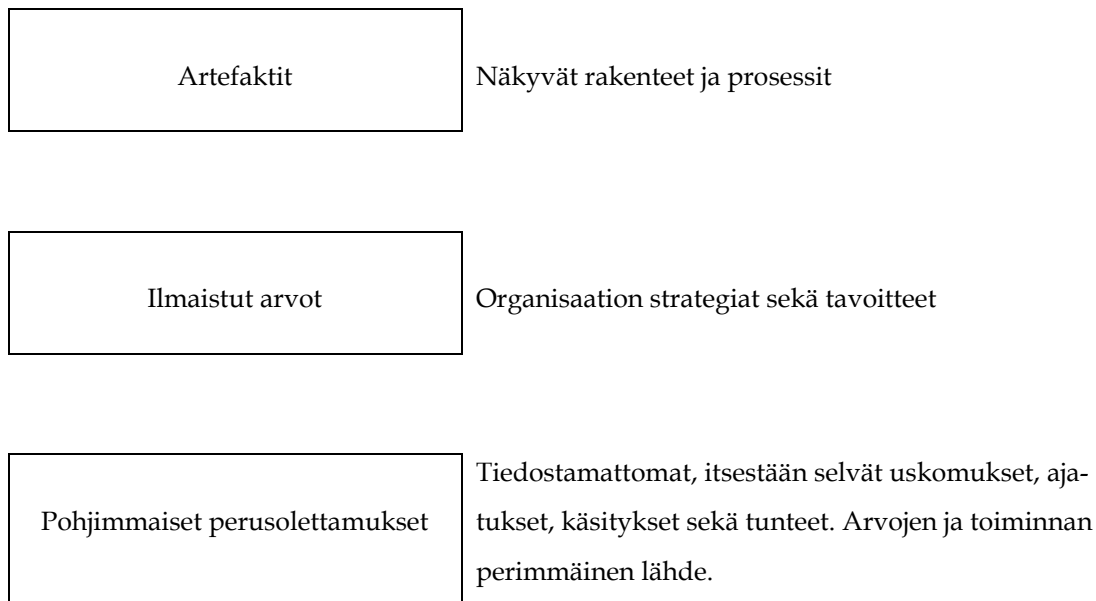 Artefaktit
Näkyvät rakenteet ja prosessit
Ilmaistut arvot
Organisaation strategiat sekä tavoitteet
Pohjimmaiset perusolettamukset
Tiedostamattomat, itsestään selvät uskomukset, aja-
tukset, käsitykset sekä tunteet. Arvojen ja toiminnan
perimmäinen lähde.